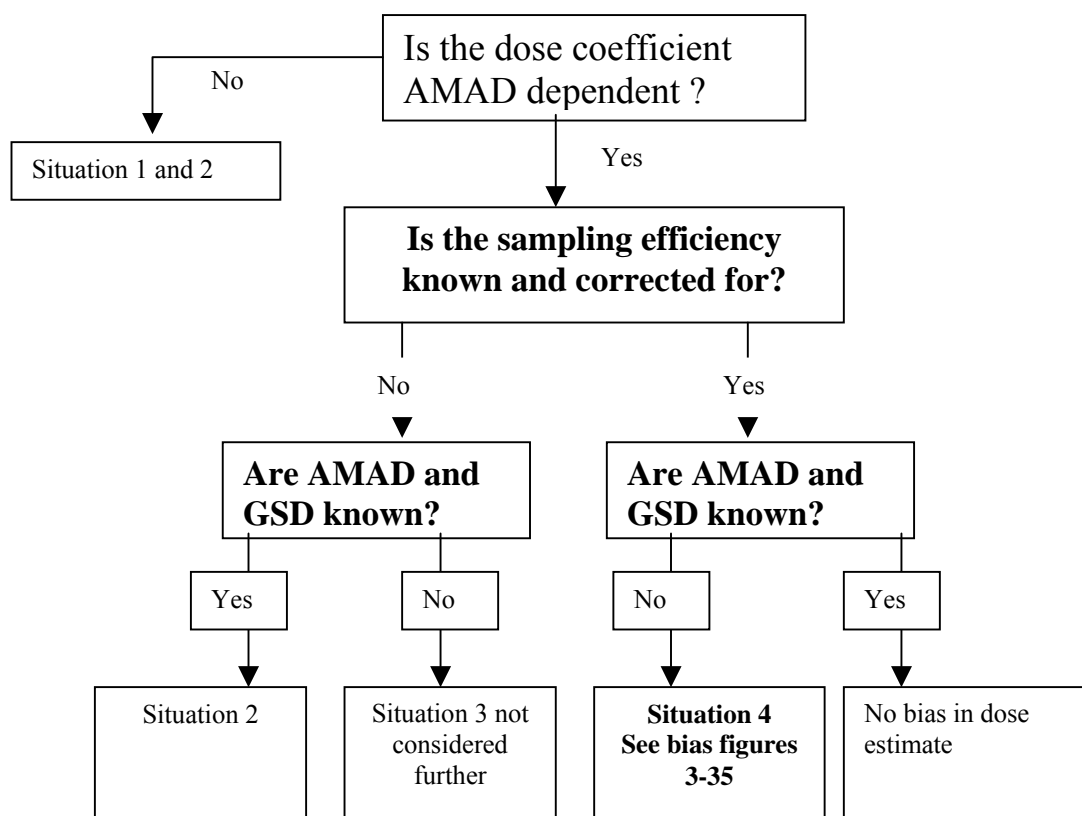 Is the dose coefficient
AMAD dependent ?
No
Situation 1 and 2
Yes
Is the sampling efficiency
known and corrected for?
No
Yes
Are AMAD and
GSD known?
Are AMAD and
GSD known?
Yes
No
No
Yes
Situation 2
Situation 3 not
considered
further
Situation 4
See bias figures
3-35
No bias in dose
estimate